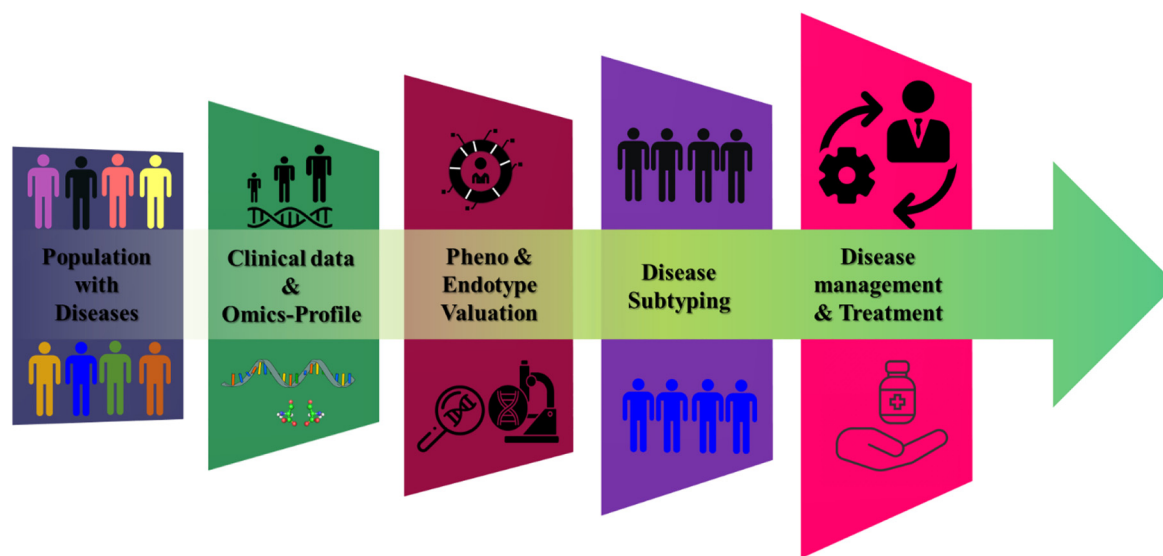 Population
with
Diseases
Clinical data
&
Omics-Profile
Pheno &
Endotype
Valuation
Disease
Subtyping
Disease
management
& Treatment